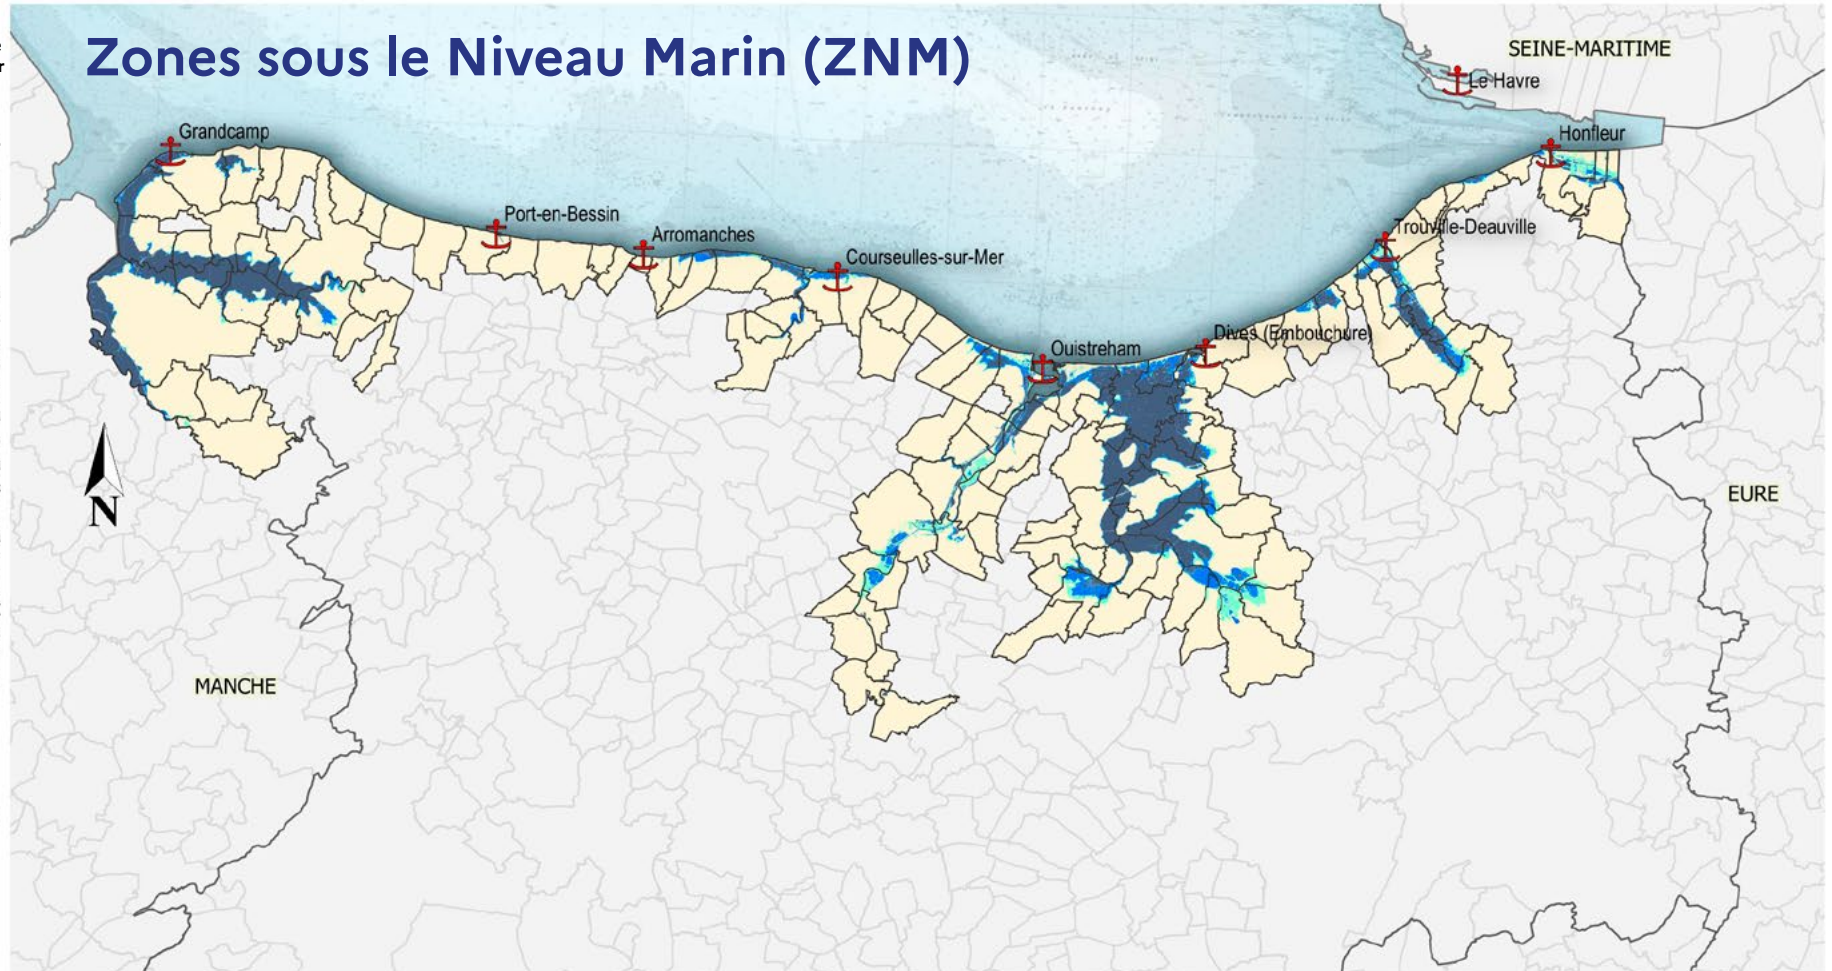 Zones sous le Niveau Marin (ZNM)
SEINE-MARITIME
Le Havre
Grandcamp
Honfleur
Port-en-Bessin
Trouville-Deauville
Arromanches
Courseulles-sur-Mer
Dives (Embouchure)
Ouistreham
EURE
N
MANCHE